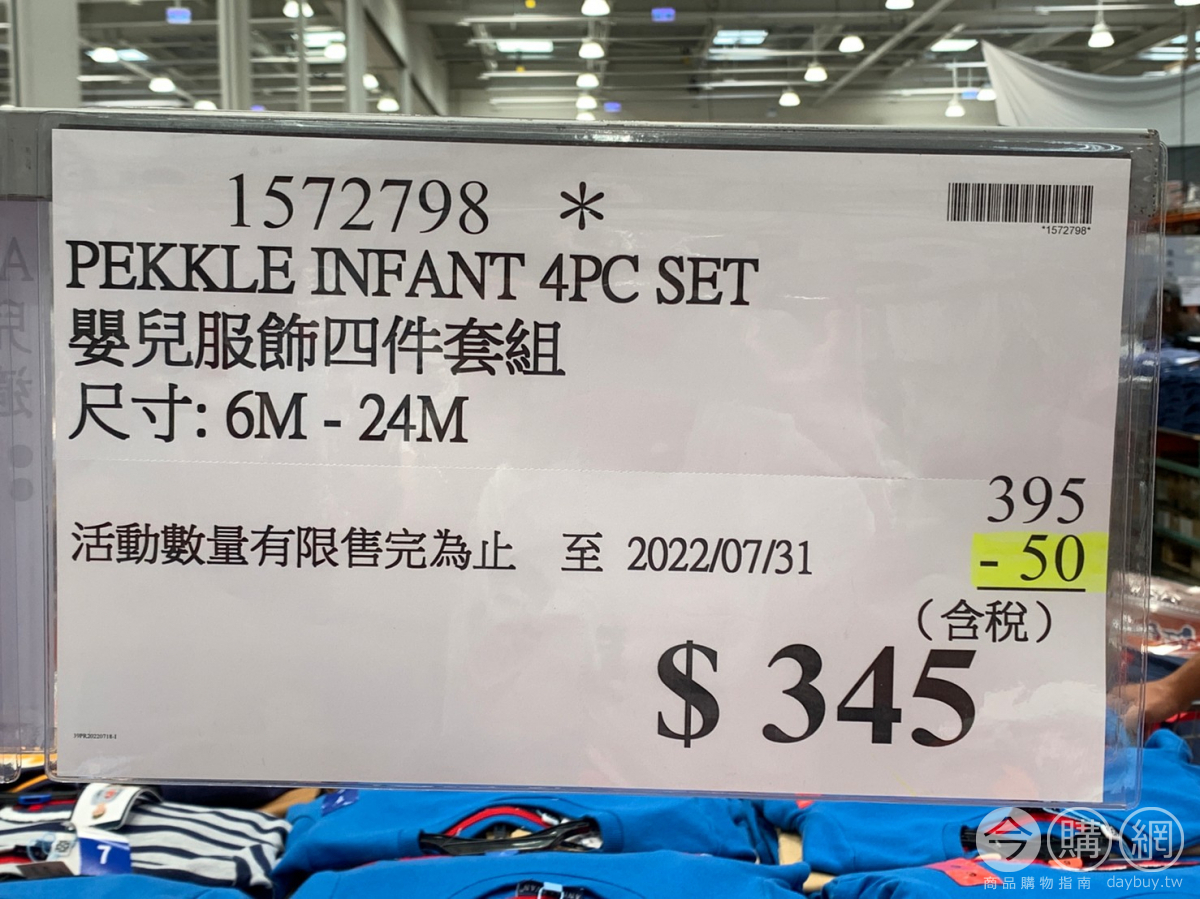 1572798 *
*1572798*
PEKKLE INFANT 4PC SET
嬰兒服飾四件套組
尺寸: 6M - 24M
395
活動數量有限售完為止 至 2022/07/31
- 50
(含稅)
$ 345
7
今購網
商品購物指南 daybuy.tw